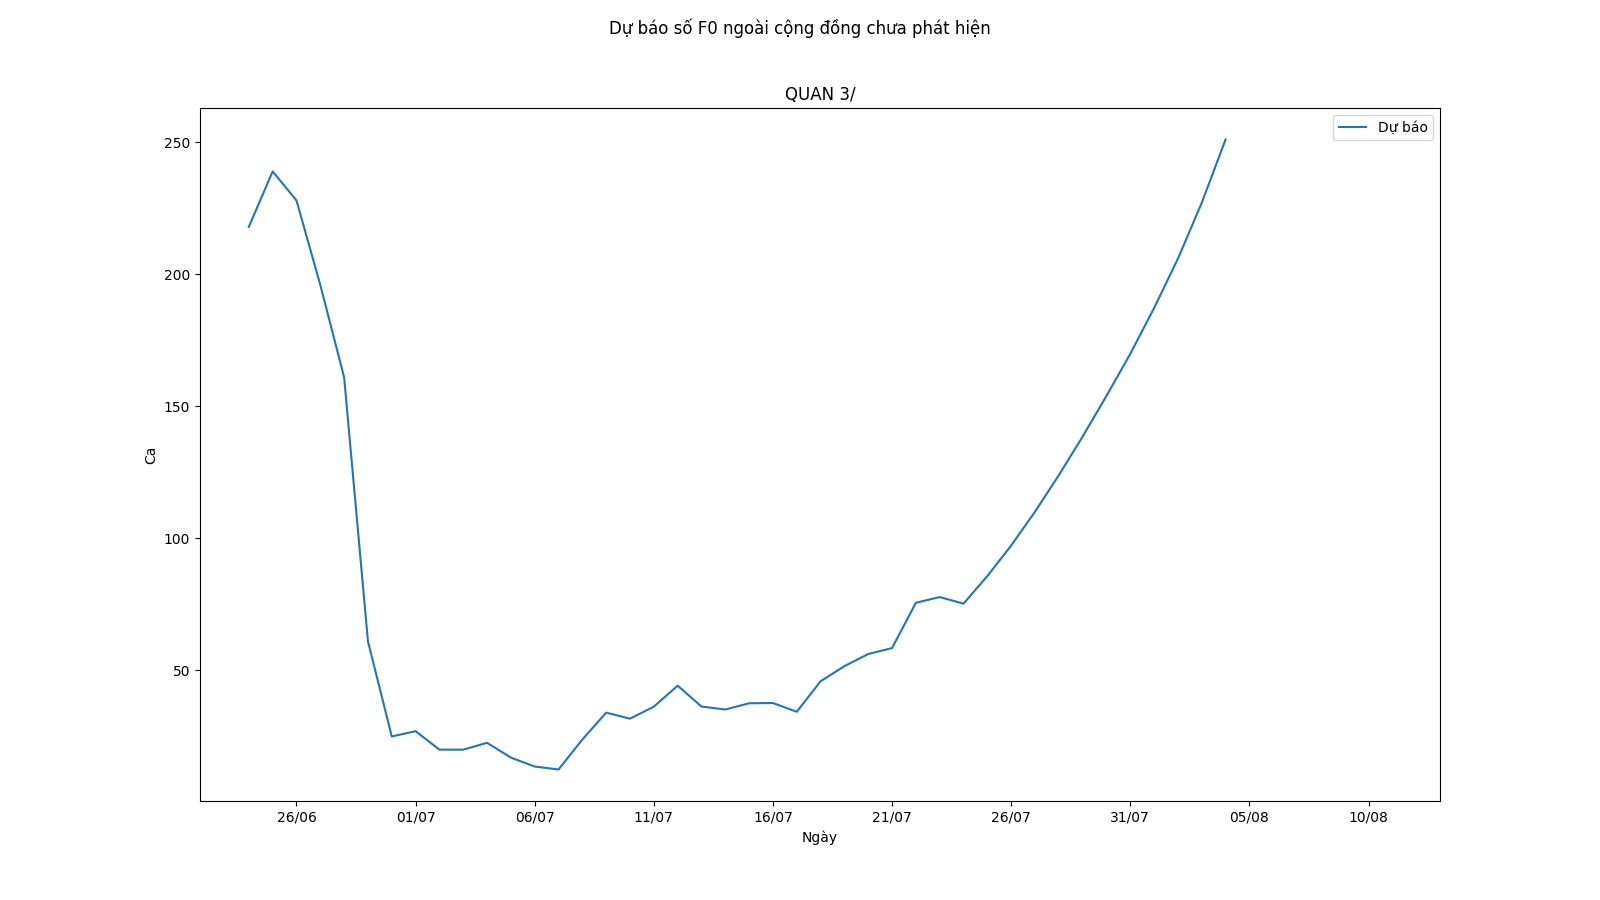 Dự báo số F0 ngoài cộng đồng chưa phát hiện
QUAN 3/
Dự báo
250
200
150
100
50
Ca
26/06 01/07 06/07 11/07 16/07 21/07 26/07 31/07 05/08 10/08
Ngày